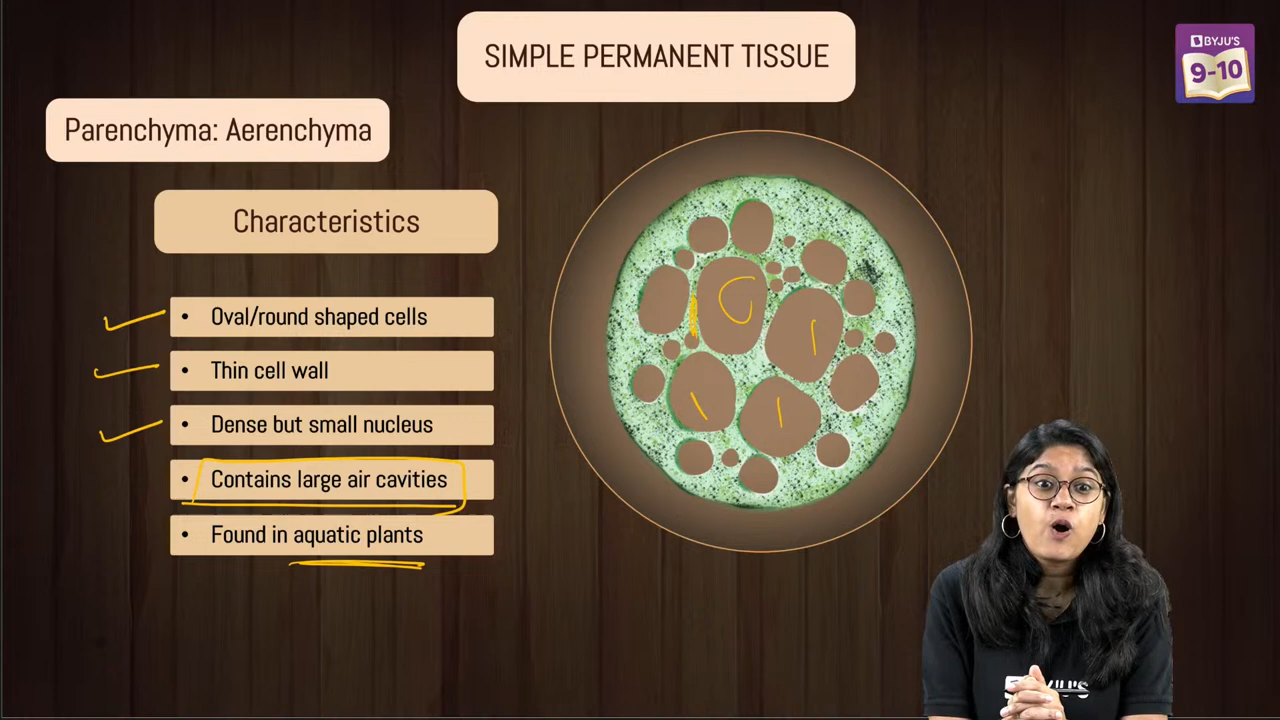 SIMPLE PERMANENT TISSUE
BYJU'S
9-10
Parenchyma: Aerenchyma
Characteristics
• Oval/round shaped cells
• Thin cell wall
• Dense but small nucleus
• Contains large air cavities
• Found in aquatic plants
BYJU'S